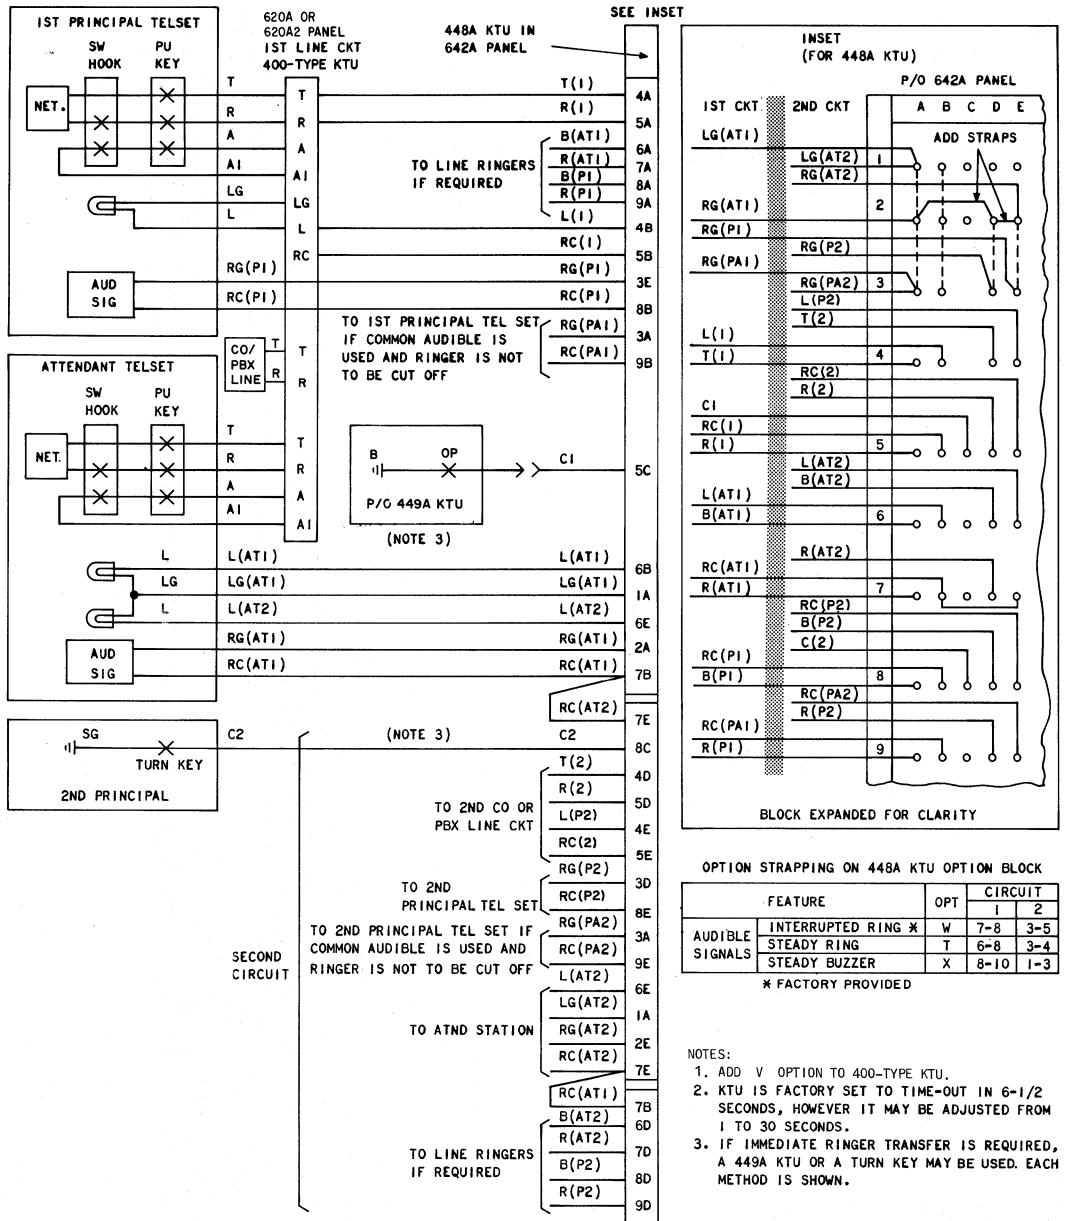 SEE INSET
1ST PRINCIPAL TELSET
SW
HOOK
PU
KEY
NET.
620A OR
620A2 PANEL
1ST LINE CKT
400-TYPE KTU
448A KTU IN
642A PANEL
T
T
T(1)
4A
R
R
R(1)
5A
A
A
A1
A1
LG
LG
L
L
RC
TO LINE RINGERS
IF REQUIRED
B(AT1)
6A
R(AT1)
7A
B(P1)
8A
R(P1)
9A
L(1)
4B
RC(1)
5B
AUD
SIG
RG(P1)
RG(P1)
3E
RC(P1)
RC(P1)
8B
TO 1ST PRINCIPAL TEL SET
IF COMMON AUDIBLE IS
USED AND RINGER IS NOT
TO BE CUT OFF
RG(PA1)
3A
RC(PA1)
9B
CO/
PBX
LINE
T
T
R
R
ATTENDANT TELSET
SW
HOOK
PU
KEY
NET.
T
T
R
R
A
A
A1
A1
B
OP
P/O 449A KTU
(NOTE 3)
C1
5C
L
L(AT1)
L(AT1)
6B
LG
LG(AT1)
LG(AT1)
1A
L
L(AT2)
L(AT2)
6E
AUD
SIG
RG(AT1)
RG(AT1)
2A
RC(AT1)
RC(AT1)
7B
RC(AT2)
7E
SG
TURN KEY
2ND PRINCIPAL
C2
(NOTE 3)
C2
8C
SECOND
CIRCUIT
TO 2ND CO OR
PBX LINE CKT
T(2)
4D
R(2)
5D
L(P2)
4E
RC(2)
5E
TO 2ND
PRINCIPAL TEL SET
RG(P2)
3D
RC(P2)
8E
TO 2ND PRINCIPAL TEL SET IF
COMMON AUDIBLE IS USED AND
RINGER IS NOT TO BE CUT OFF
RG(PA2)
3A
RC(PA2)
9E
TO ATND STATION
L(AT2)
6E
LG(AT2)
1A
RG(AT2)
2E
RC(AT2)
7E
RC(AT1)
7B
TO LINE RINGERS
IF REQUIRED
B(AT2)
6D
R(AT2)
7D
B(P2)
8D
R(P2)
9D
INSET
(FOR 448A KTU)
P/O 642A PANEL
1ST CKT
2ND CKT
A B C D E
ADD STRAPS
LG(AT1)
LG(AT2)
1
RG(AT2)
RG(AT1)
2
RG(P1)
RG(P2)
RG(PA1)
RG(PA2)
3
L(P2)
T(2)
L(1)
T(1)
4
RC(2)
R(2)
C1
RC(1)
R(1)
5
L(AT2)
B(AT2)
L(AT1)
B(AT1)
6
R(AT2)
RC(AT1)
R(AT1)
7
RC(P2)
B(P2)
C(2)
RC(P1)
B(P1)
8
RC(PA2)
R(P2)
RC(PA1)
R(P1)
9
BLOCK EXPANDED FOR CLARITY
OPTION STRAPPING ON 448A KTU OPTION BLOCK
FEATURE OPT CIRCUIT
1 2
AUDIBLE
SIGNALS
INTERRUPTED RING * W 7-8 3-5
STEADY RING T 6-8 3-4
STEADY BUZZER X 8-10 1-3
* FACTORY PROVIDED
NOTES:
1. ADD V OPTION TO 400-TYPE KTU.
2. KTU IS FACTORY SET TO TIME-OUT IN 6-1/2
SECONDS, HOWEVER IT MAY BE ADJUSTED FROM
1 TO 30 SECONDS.
3. IF IMMEDIATE RINGER TRANSFER IS REQUIRED,
A 449A KTU OR A TURN KEY MAY BE USED. EACH
METHOD IS SHOWN.